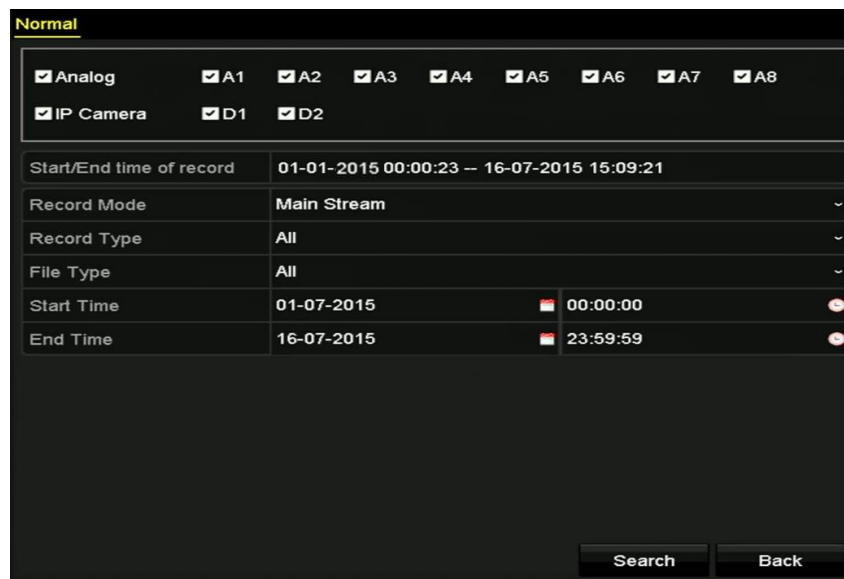 Normal
Analog A1 A2 A3 A4 A5 A6 A7 A8
IP Camera D1 D2
Start/End time of record 01-01-2015 00:00:23 -- 16-07-2015 15:09:21
Record Mode Main Stream
Record Type All
File Type All
Start Time 01-07-2015 00:00:00
End Time 16-07-2015 23:59:59
Search Back